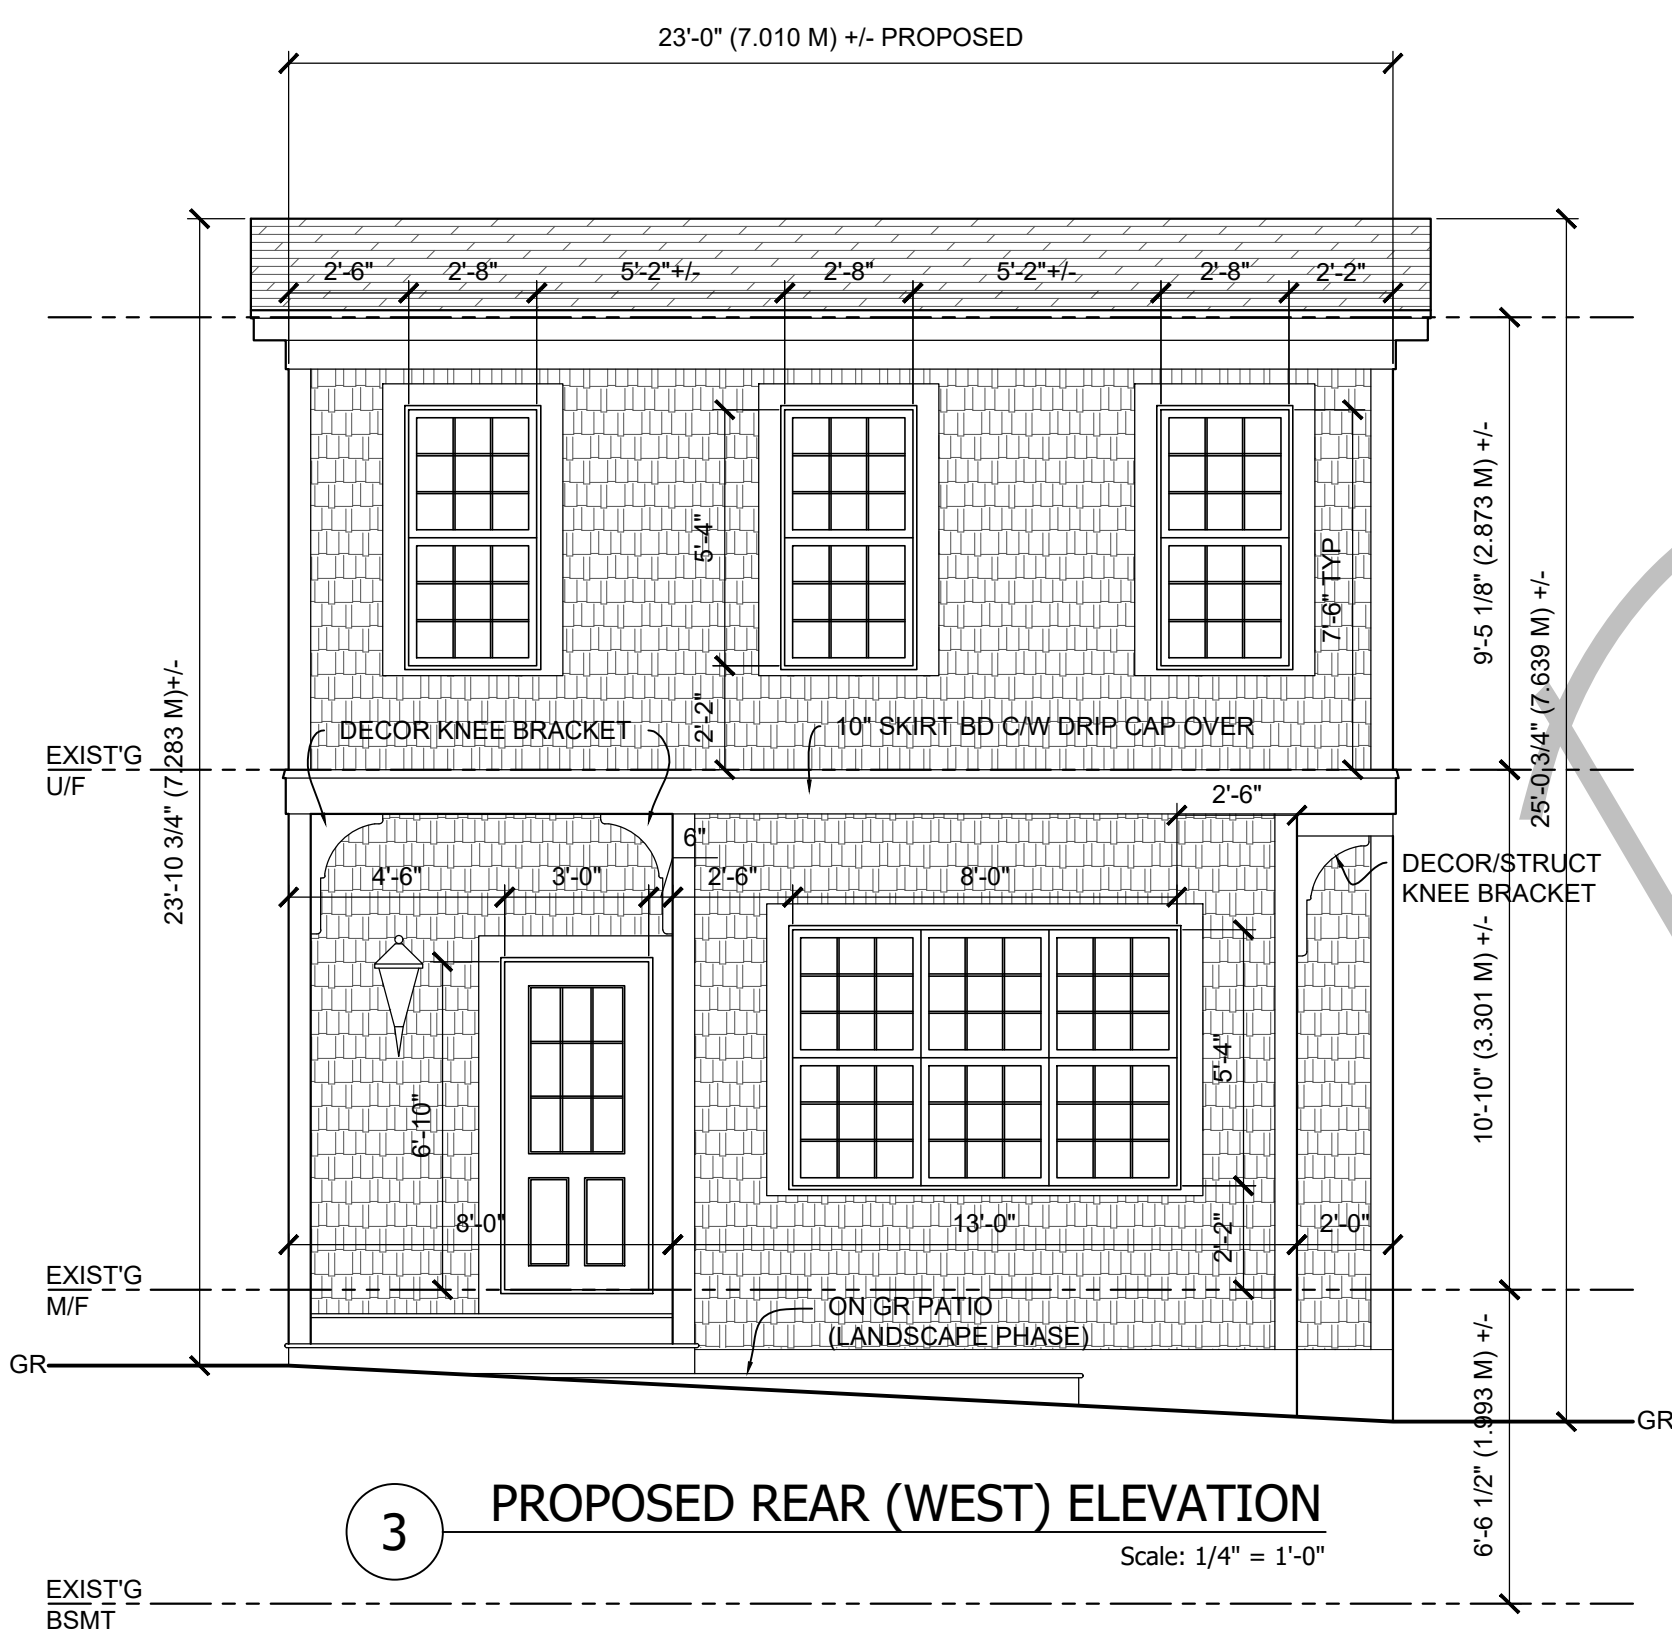 23'-0" (7.010 M) +/- PROPOSED
2'-6"
2'-8"
5'-2"+/-
2'-8"
5'-2"+/-
2'-8"
2'-2"
5'-4"
7'-6" TYP
9'-5 1/8" (2.873 M) +/-
25'-0 3/4" (7.639 M) +/-
23'-10 3/4" (7.283 M)+/-
2'-2"
DECOR KNEE BRACKET
10" SKIRT BD C/W DRIP CAP OVER
EXIST'G
U/F
2'-6"
6"
4'-6"
3'-0"
2'-6"
8'-0"
DECOR/STRUCT
KNEE BRACKET
5'-4"
6'-10"
10'-10" (3.301 M) +/-
8'-0"
13'-0"
2'-2"
2'-0"
EXIST'G
M/F
ON GR PATIO
(LANDSCAPE PHASE)
GR
GR
6'-6 1/2" (1.993 M) +/-
3
PROPOSED REAR (WEST) ELEVATION
Scale: 1/4" = 1'-0"
EXIST'G
BSMT